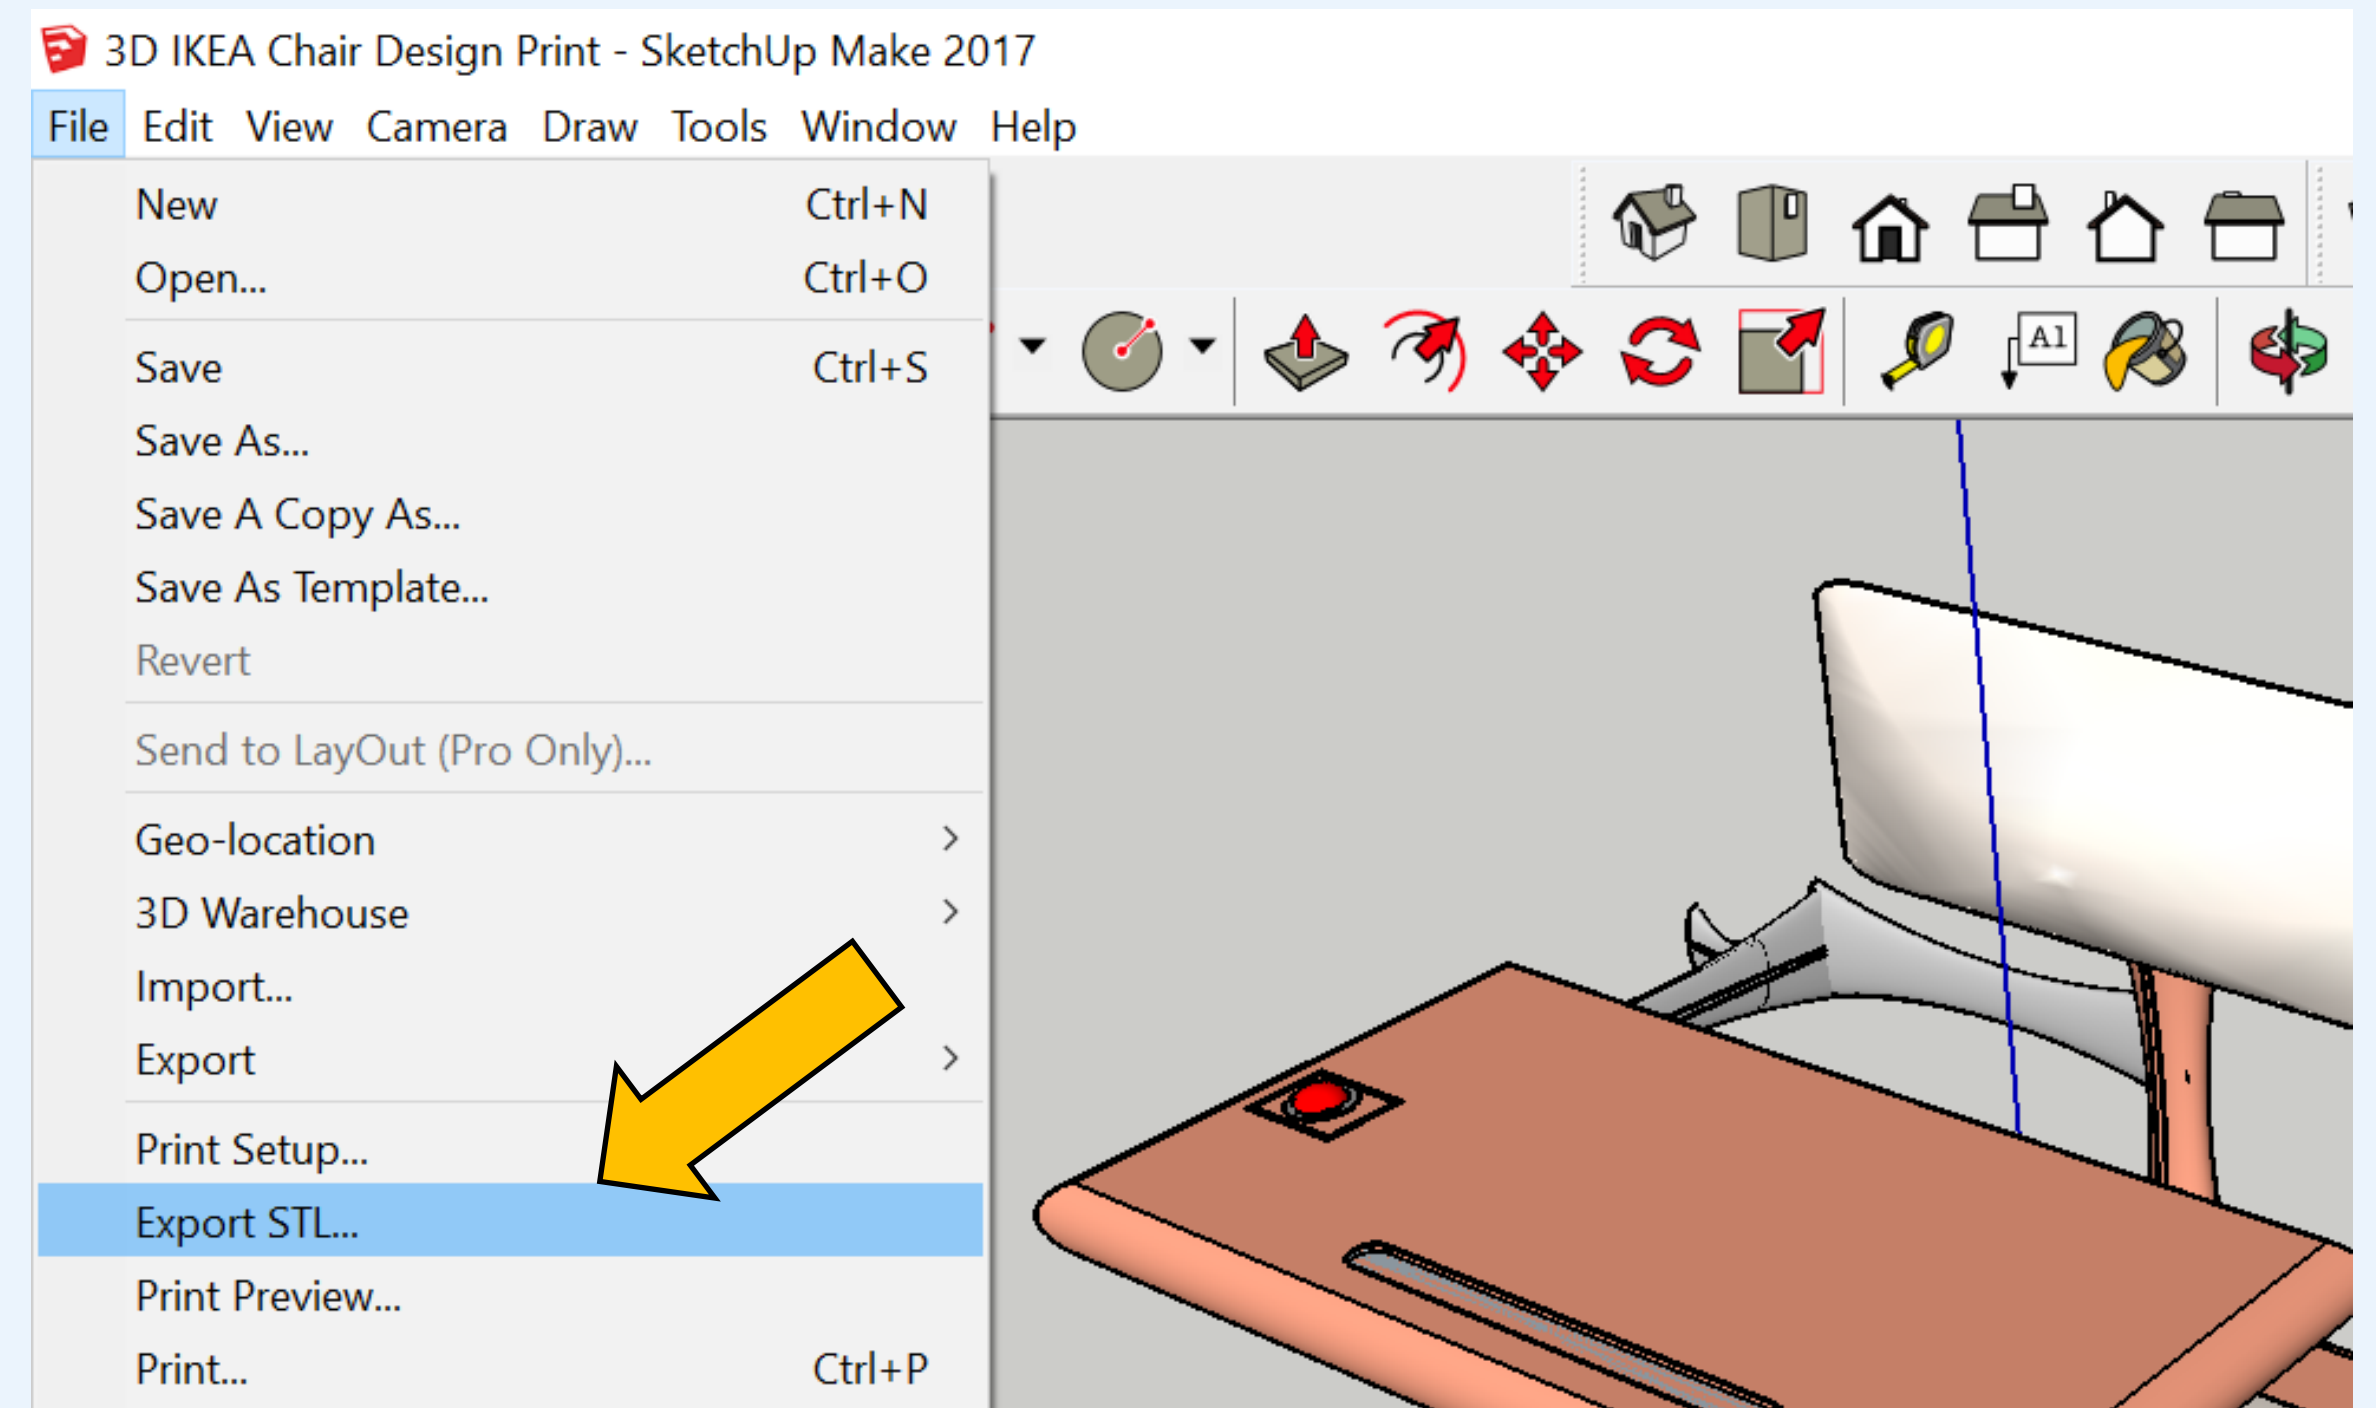 3D IKEA Chair Design Print - SketchUp Make 2017
File Edit View Camera Draw Tools Window Help
New Ctrl+N
Open... Ctrl+O
Save Ctrl+S
Save As...
Save A Copy As...
Save As Template...
Revert
Send to LayOut (Pro Only)...
Geo-location
3D Warehouse
Import...
Export
Print Setup...
Export STL...
Print Preview...
Print... Ctrl+P
A1